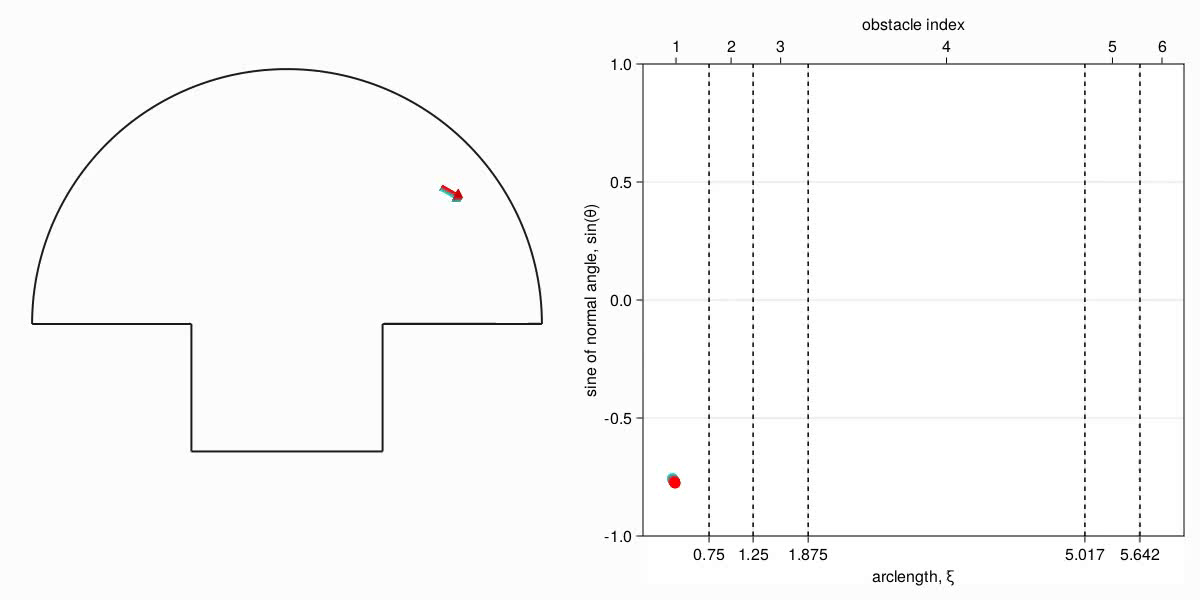 obstacle index
1 2 3 4 5 6
1.0
0.5
0.0
-0.5
-1.0
sine of normal angle, sin(θ)
0.75 1.25 1.875 5.017 5.642
arclength, ξ